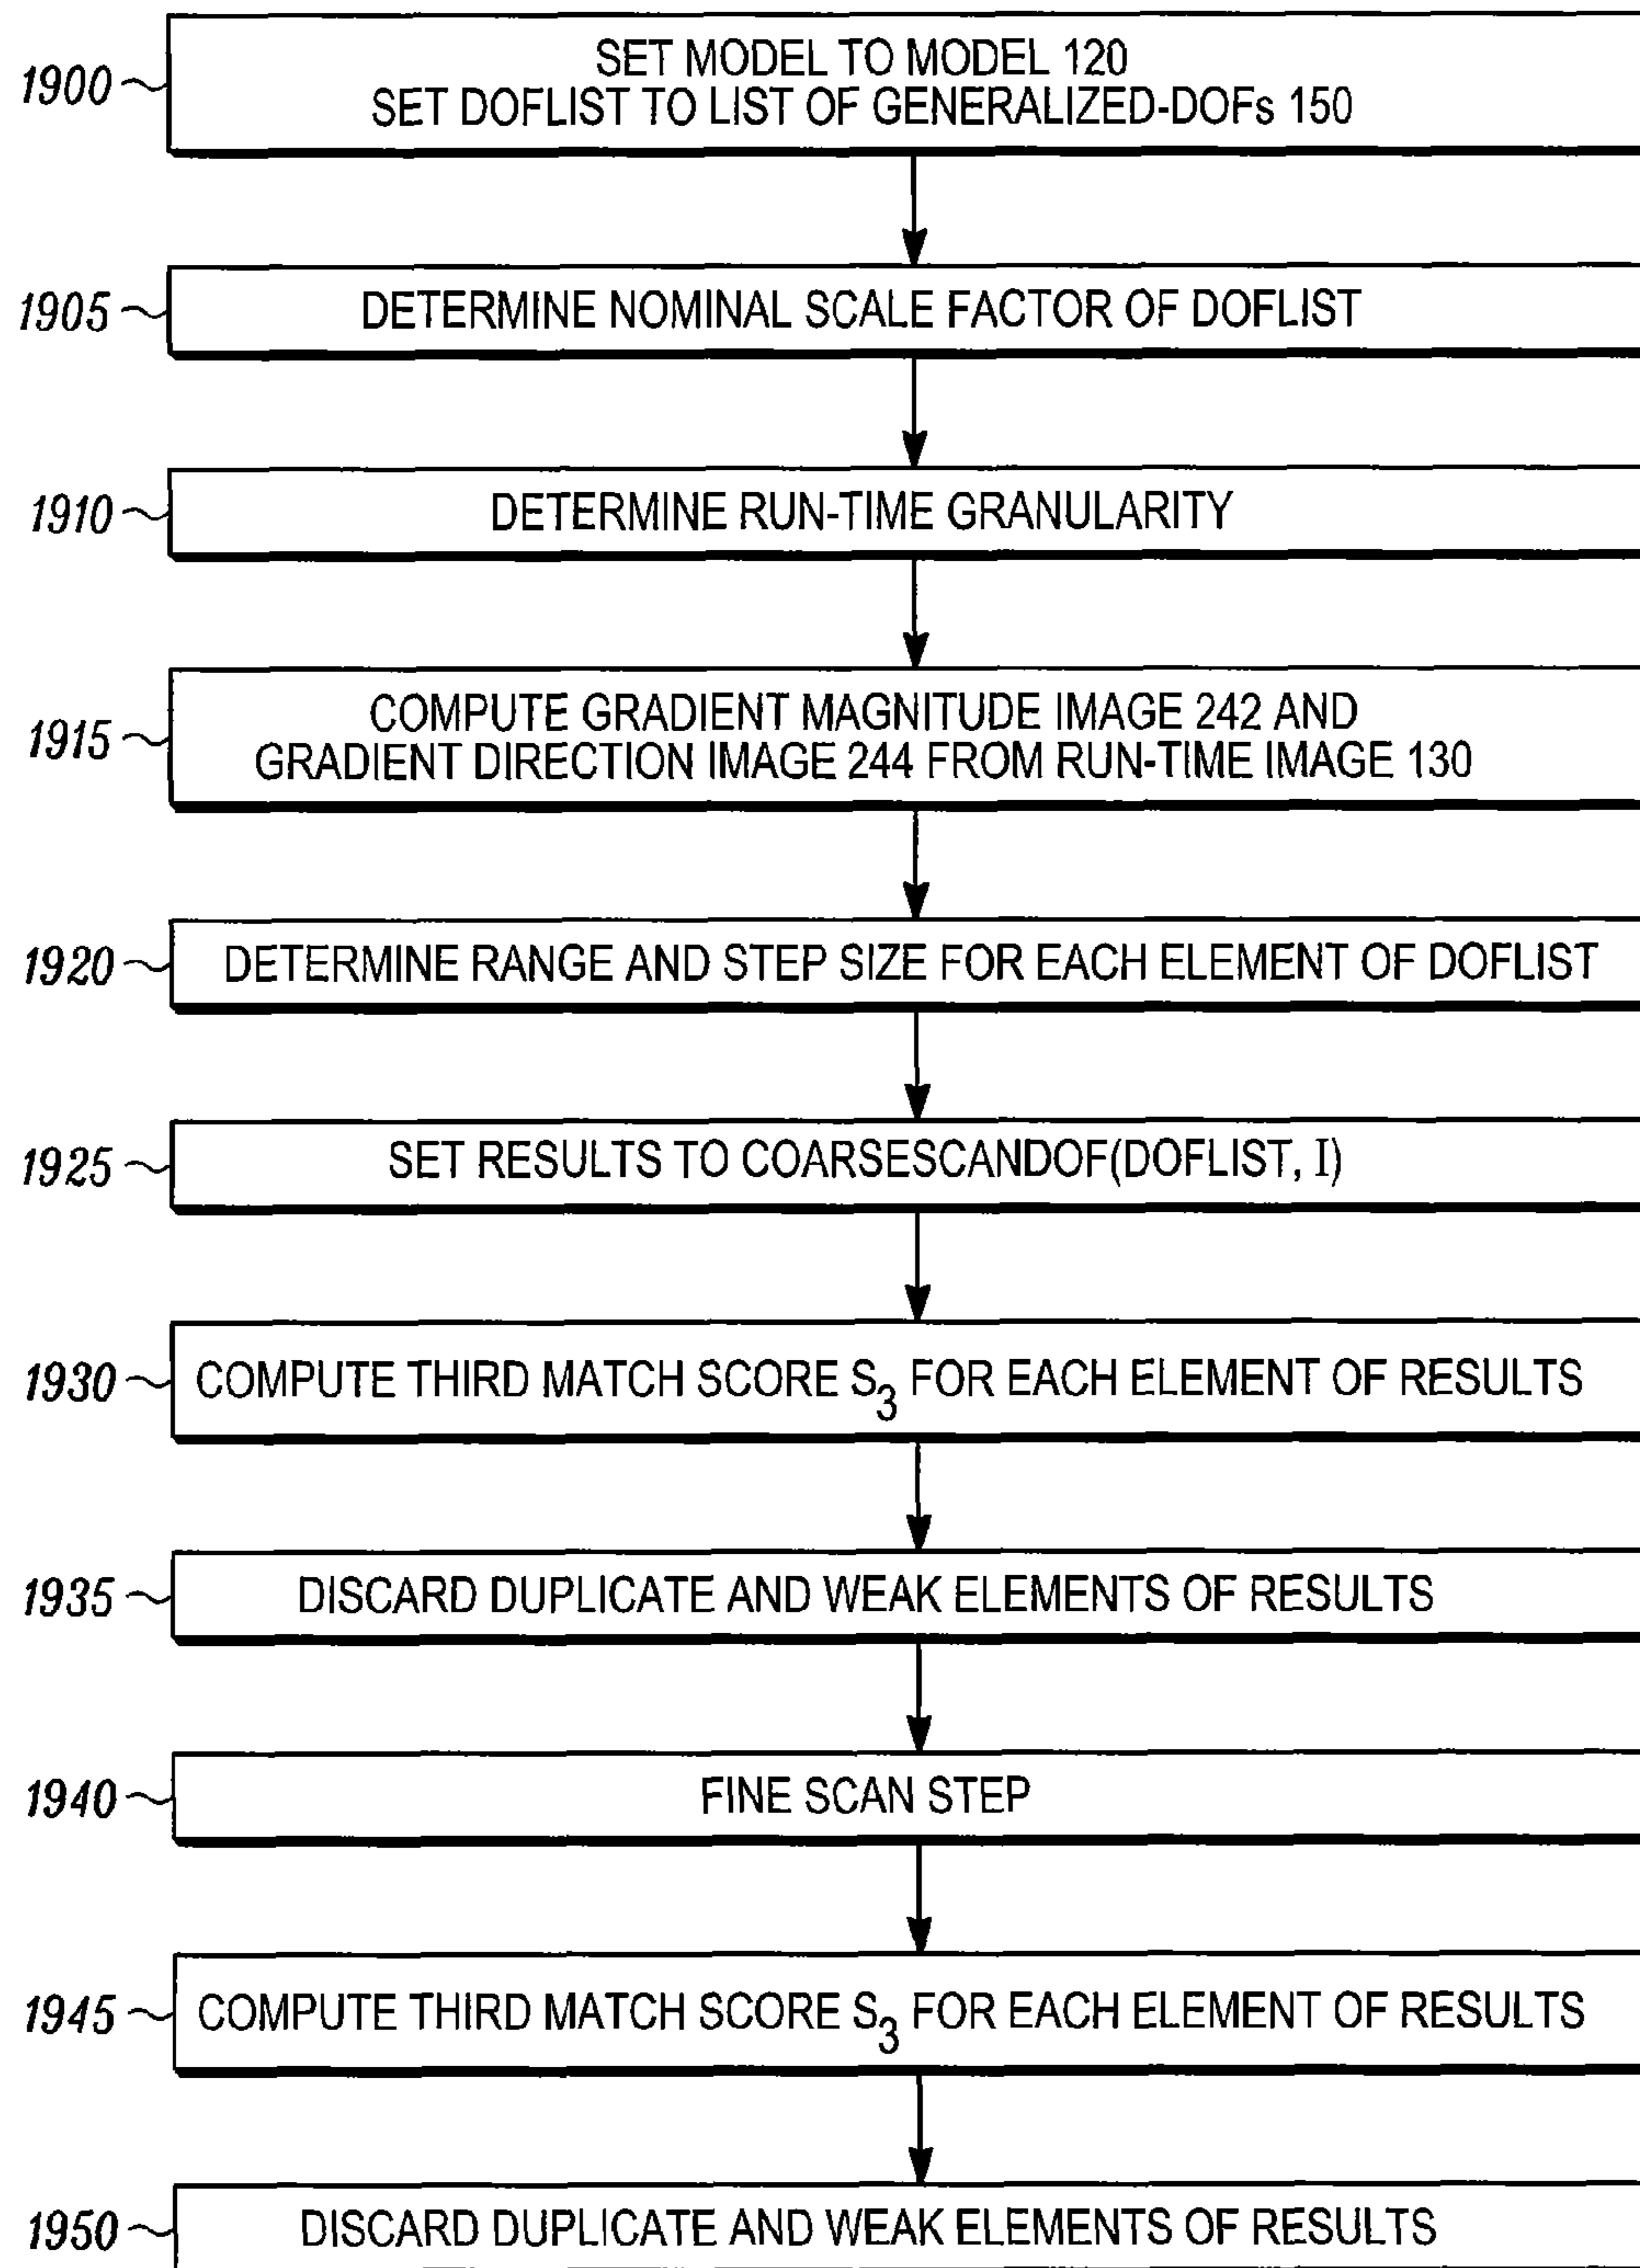 1900
SET MODEL TO MODEL 120
SET DOFLIST TO LIST OF GENERALIZED-DOFs 150
1905
DETERMINE NOMINAL SCALE FACTOR OF DOFLIST
1910
DETERMINE RUN-TIME GRANULARITY
1915
COMPUTE GRADIENT MAGNITUDE IMAGE 242 AND
GRADIENT DIRECTION IMAGE 244 FROM RUN-TIME IMAGE 130
1920
DETERMINE RANGE AND STEP SIZE FOR EACH ELEMENT OF DOFLIST
1925
SET RESULTS TO COARSESCANDOF(DOFLIST, I)
1930
COMPUTE THIRD MATCH SCORE S3 FOR EACH ELEMENT OF RESULTS
1935
DISCARD DUPLICATE AND WEAK ELEMENTS OF RESULTS
1940
FINE SCAN STEP
1945
COMPUTE THIRD MATCH SCORE S3 FOR EACH ELEMENT OF RESULTS
1950
DISCARD DUPLICATE AND WEAK ELEMENTS OF RESULTS